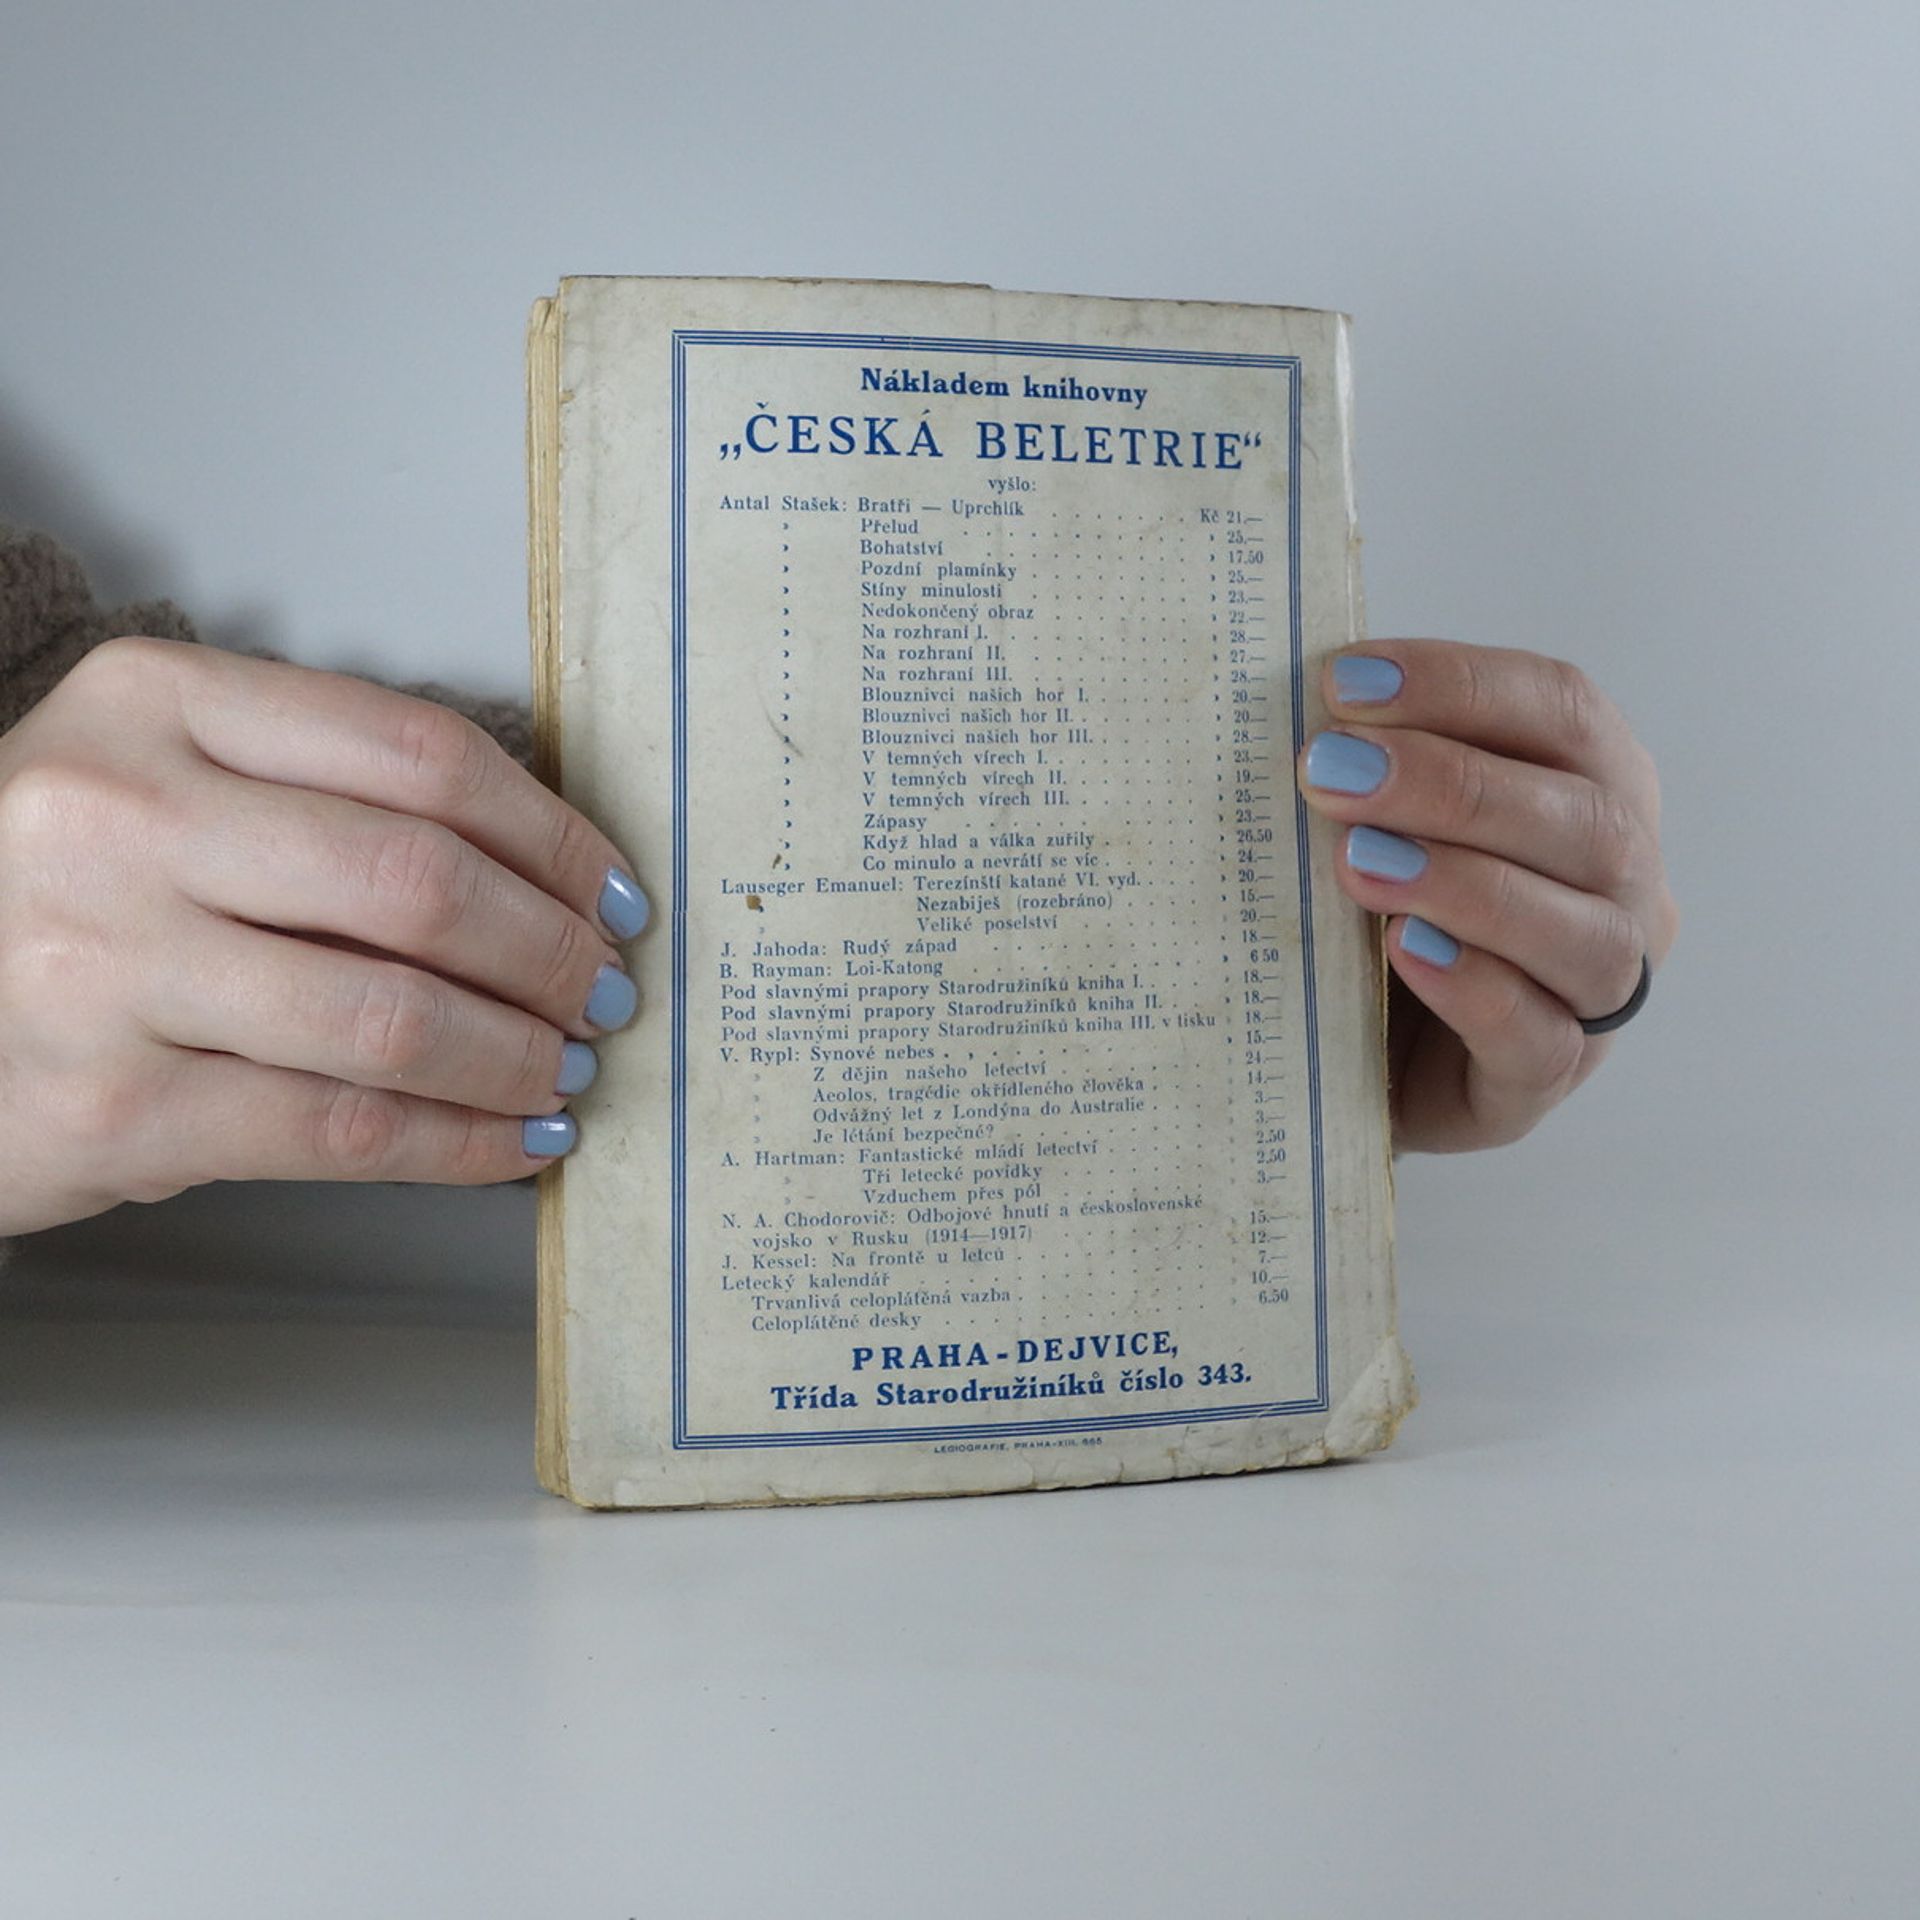 Nákladem knihovny
„ČESKÁ BELETRIE“
vyšlo:
Antal Stašek: Bratři — Uprchlík . . . . . . . Kč 21.—
» Přelud . . . . . . . . . . » 25.—
» Bohatství . . . . . . . . . » 17.50
» Pozdní plamínky . . . . . . . . » 25.—
» Stíny minulosti . . . . . . . . » 23.—
» Nedokončený obraz . . . . . . . » 22.—
» Na rozhraní I. . . . . . . . . . » 28.—
» Na rozhraní II. . . . . . . . . » 27.—
» Na rozhraní III. . . . . . . . . » 28.—
» Blouznivci našich hor I. . . . . . » 20.—
» Blouznivci našich hor II. . . . . . » 20.—
» Blouznivci našich hor III. . . . . . » 28.—
» V temných vírech I. . . . . . . . » 23.—
» V temných vírech II. . . . . . . » 19.—
» V temných vírech III. . . . . . . » 25.—
» Zápasy . . . . . . . . . . » 23.—
» Když hlad a válka zuřily . . . . . » 26.50
» Co minulo a nevrátí se víc . . . . . » 24.—
Lauseger Emanuel: Terezínští katané VI. vyd. . . . » 20.—
» Nezabiješ (rozebráno) . . . . » 15.—
» Veliké poselství . . . . . . » 20.—
J. Jahoda: Rudý západ . . . . . . . . . . » 18.—
B. Rayman: Loi-Katong . . . . . . . . . . » 6.50
Pod slavnými prapory Starodružiníků kniha I. . . . » 18.—
Pod slavnými prapory Starodružiníků kniha II. . . » 18.—
Pod slavnými prapory Starodružiníků kniha III. v tisku » 18.—
V. Rypl: Synové nebes . . . . . . . . » 15.—
» Z dějin našeho letectví . . . . . . . » 24.—
» Aeolos, tragédie okřídleného člověka . . . » 14.—
» Odvážný let z Londýna do Australie . . . » 3.—
» Je létání bezpečné? . . . . . . . . » 3.—
A. Hartman: Fantastické mládí letectví . . . . . » 2.50
» Tři letecké povídky . . . . . . . » 2.50
» Vzduchem přes pól . . . . . . . » 3.—
N. A. Chodorovič: Odbojové hnutí a československé
vojsko v Rusku (1914—1917) . . . . . . . » 15.—
J. Kessel: Na frontě u letců . . . . . . . . . » 12.—
Letecký kalendář . . . . . . . . . . . . » 7.—
Trvanlivá celoplátěná vazba . . . . . . . . » 10.—
Celoplátěné desky . . . . . . . . . . . » 6.50
PRAHA-DEJVICE,
Třída Starodružiníků číslo 343.
LEGIOGRAFIE, PRAHA-XIII. 665